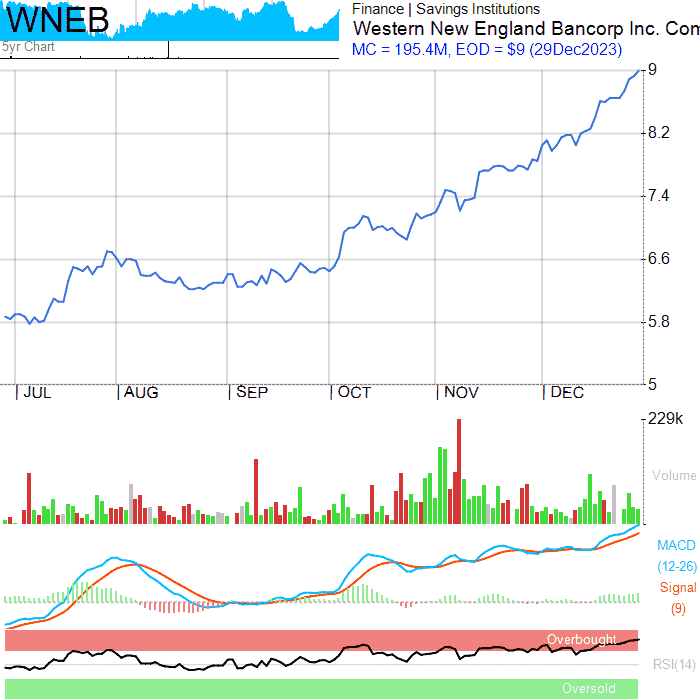 WNEB
5yr Chart
Finance | Savings Institutions
Western New England Bancorp Inc. Com
MC = 195.4M, EOD = $9 (29Dec2023)
9
8.2
7.4
6.6
5.8
5
JUL AUG SEP OCT NOV DEC
229k
Volume
MACD
(12-26)
Signal
(9)
Overbought
RSI(14)
Oversold